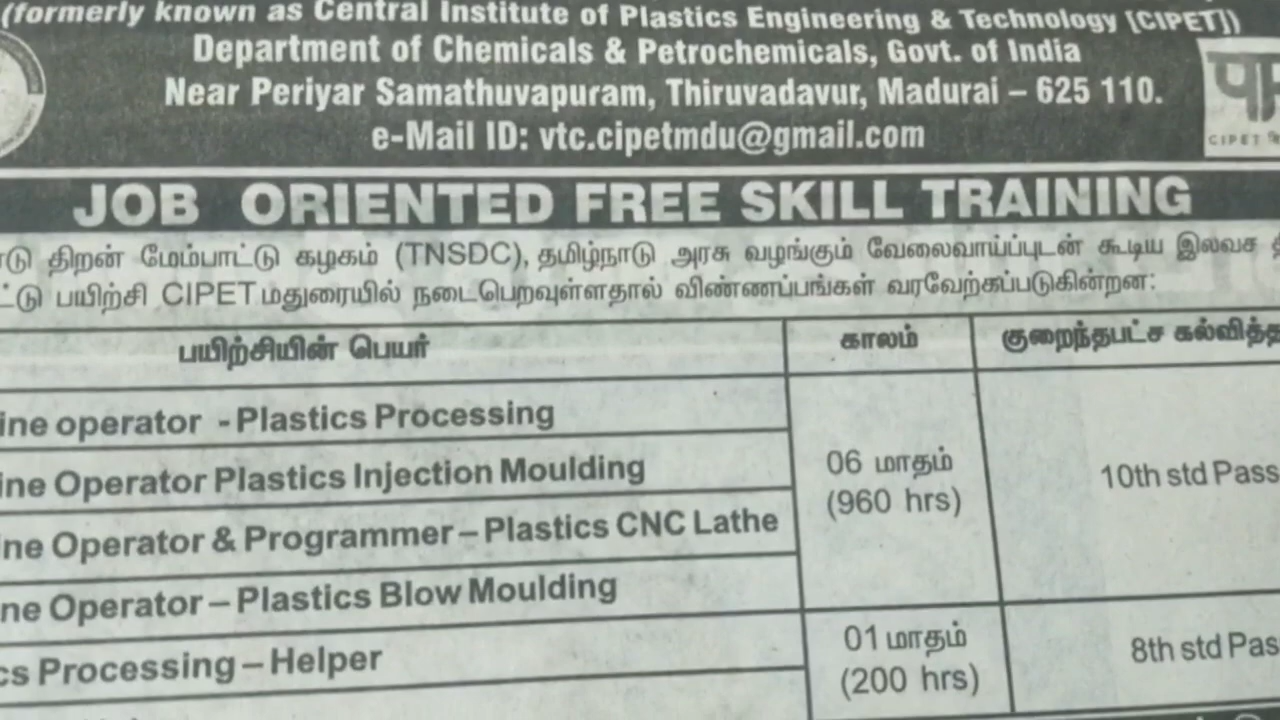 (formerly known as Central Institute of Plastics Engineering & Technology [CIPET])
Department of Chemicals & Petrochemicals, Govt. of India
Near Periyar Samathuvapuram, Thiruvadavur, Madurai – 625 110.
e-Mail ID: vtc.cipetmdu@gmail.com
CIPET
JOB ORIENTED FREE SKILL TRAINING
திறன் மேம்பாட்டு கழகம் (TNSDC), தமிழ்நாடு அரசு வழங்கும் வேலைவாய்ப்புடன் கூடிய இலவச
பயிற்சி CIPET மதுரையில் நடைபெறவுள்ளதால் விண்ணப்பங்கள் வரவேற்கப்படுகின்றன:
பயிற்சியின் பெயர் காலம் குறைந்தபட்ச கல்வித்த
ine operator - Plastics Processing
ine Operator Plastics Injection Moulding
ine Operator & Programmer – Plastics CNC Lathe
ne Operator – Plastics Blow Moulding
06 மாதம்
(960 hrs)
10th std Pass
cs Processing – Helper
01 மாதம்
(200 hrs)
8th std Pas